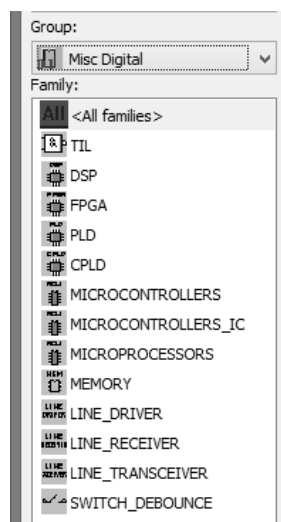 Group:
Misc Digital
Family:
All <All families>
& TIL
DSP
FPGA
PLD
CPLD
MICROCONTROLLERS
MICROCONTROLLERS_IC
MICROPROCESSORS
MEMORY
LINE_DRIVER
LINE_RECEIVER
LINE_TRANSCEIVER
SWITCH_DEBOUNCE